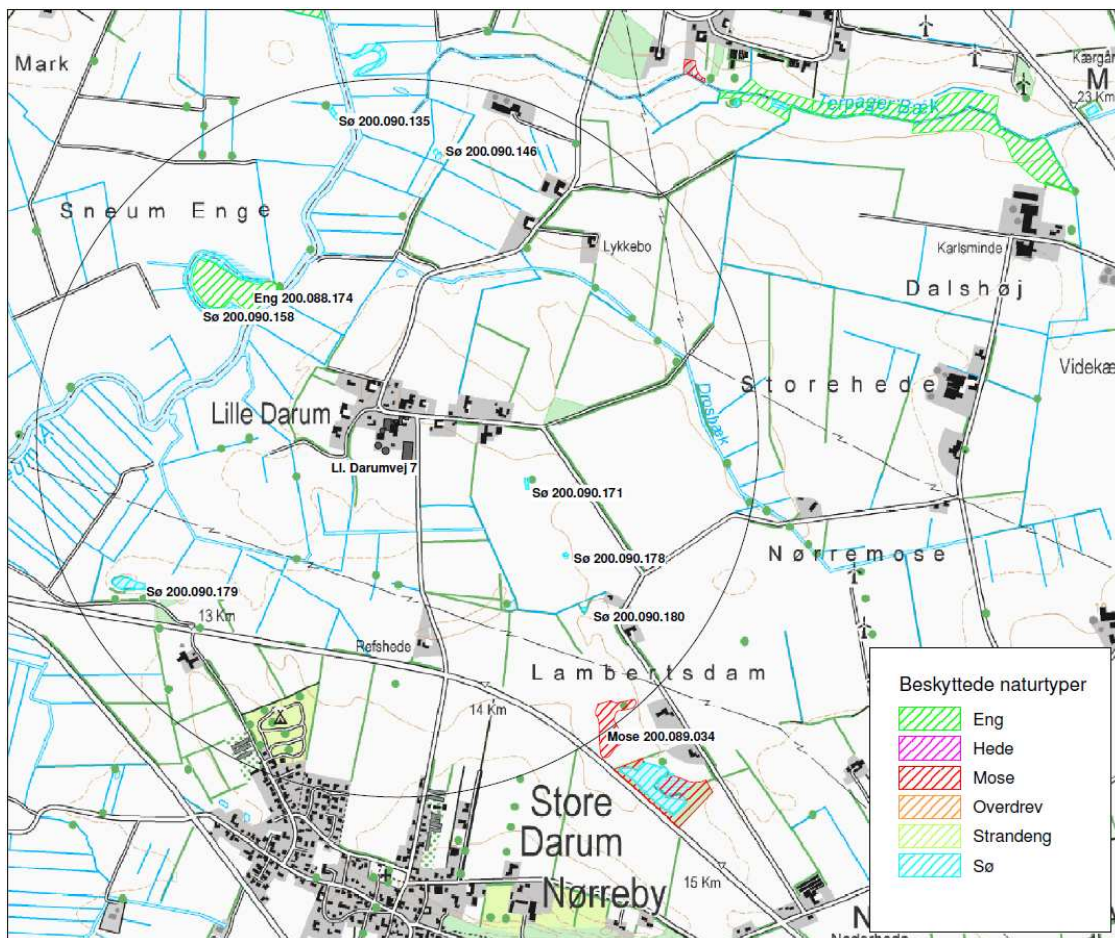 Mark
Kærgår
M
23 Km
Terpager Bæk
Sø 200.090.135
Sø 200.090.146
Sneum Enge
Lykkebo
Karlsminde
Dalshøj
Eng 200.088.174
Sø 200.090.158
Storehede
Videkæ
Lille Darum
Drosbæk
Ll. Darumvej 7
Sø 200.090.171
Nørremose
Sø 200.090.178
Sø 200.090.179
13 Km
Sø 200.090.180
Refshede
Lambertsdam
14 Km
Mose 200.089.034
Store
Darum
Nørreby
15 Km
Beskyttede naturtyper
Eng
Hede
Mose
Overdrev
Strandeng
Sø
N